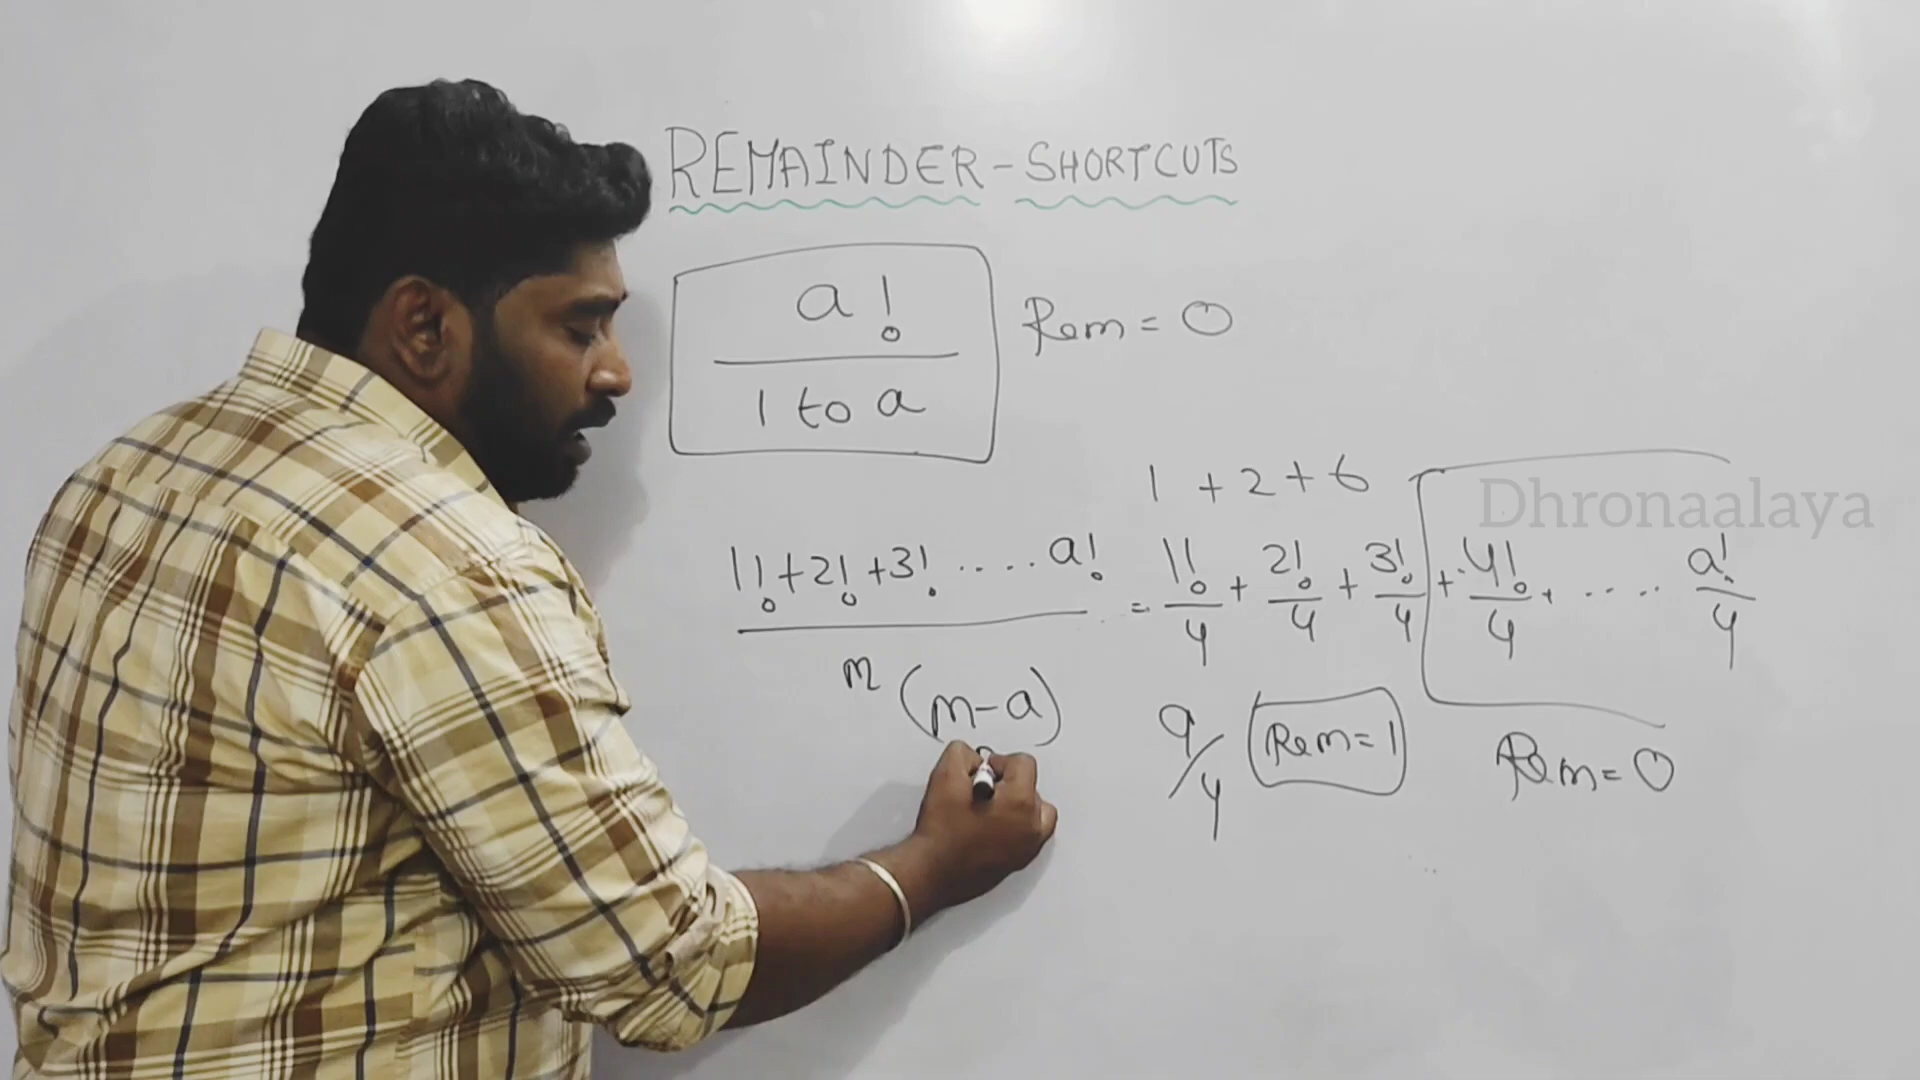 REMAINDER - SHORTCUTS
a!
1 to a
Rem = 0
1 + 2 + 6
Dhronaalaya
1! + 2! + 3! ..... a! = 1!/4 + 2!/4 + 3!/4 + 4!/4 + ..... a!/4
m (m-a)
9/4 Rem = 1 Rem = 0